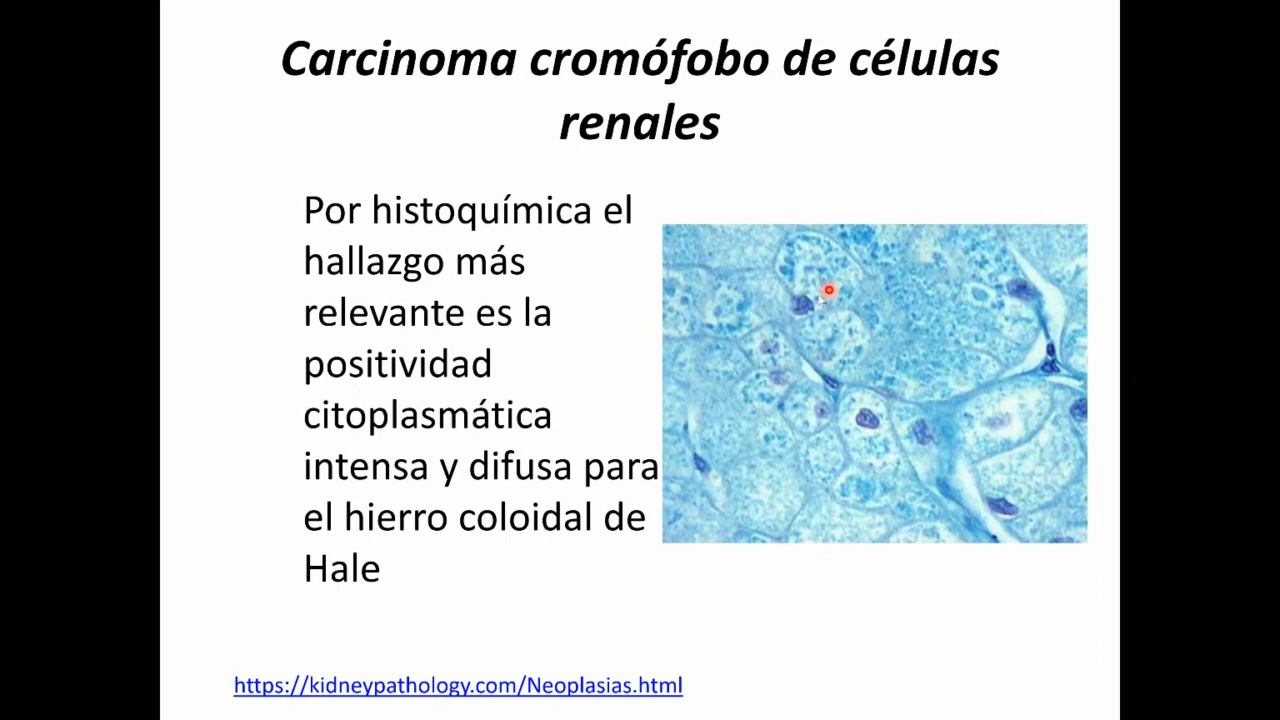 Carcinoma cromófobo de células
renales
Por histoquímica el
hallazgo más
relevante es la
positividad
citoplasmática
intensa y difusa para
el hierro coloidal de
Hale
https://kidneypathology.com/Neoplasias.html